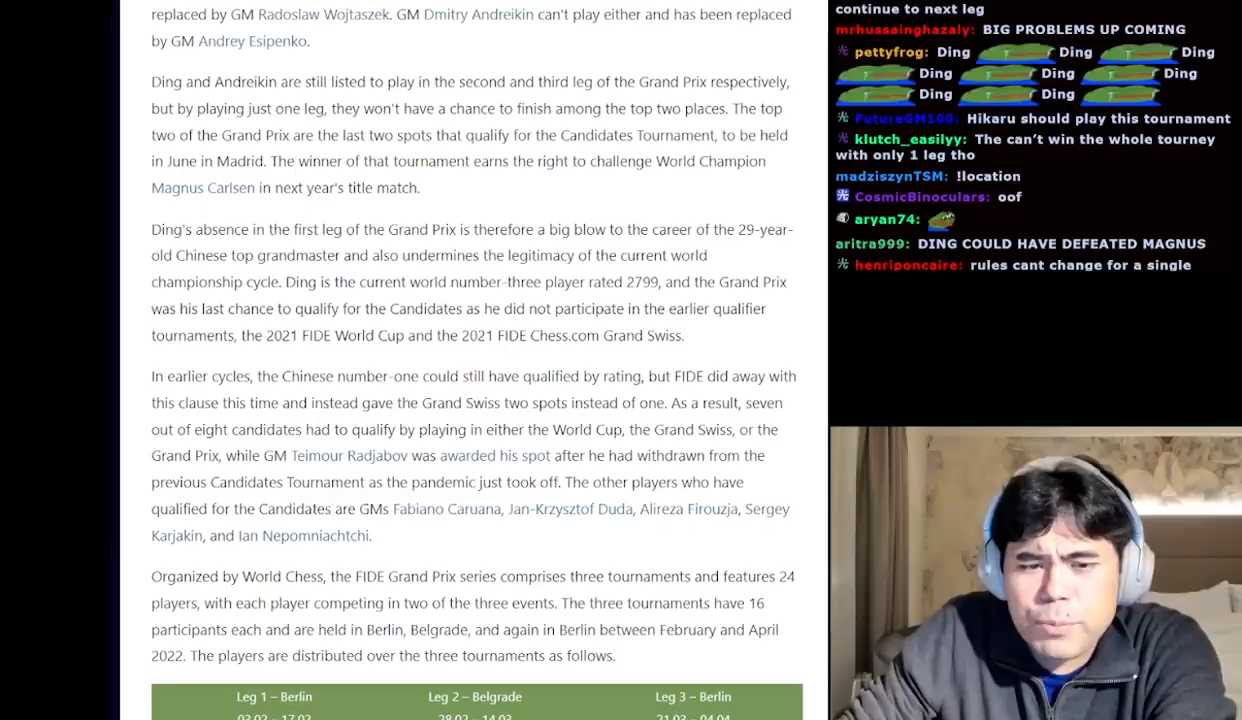 replaced by GM Radoslaw Wojtaszek. GM Dmitry Andreikin can't play either and has been replaced
by GM Andrey Esipenko.
Ding and Andreikin are still listed to play in the second and third leg of the Grand Prix respectively,
but by playing just one leg, they won't have a chance to finish among the top two places. The top
two of the Grand Prix are the last two spots that qualify for the Candidates Tournament, to be held
in June in Madrid. The winner of that tournament earns the right to challenge World Champion
Magnus Carlsen in next year's title match.
Ding's absence in the first leg of the Grand Prix is therefore a big blow to the career of the 29-year-
old Chinese top grandmaster and also undermines the legitimacy of the current world
championship cycle. Ding is the current world number-three player rated 2799, and the Grand Prix
was his last chance to qualify for the Candidates as he did not participate in the earlier qualifier
tournaments, the 2021 FIDE World Cup and the 2021 FIDE Chess.com Grand Swiss.
In earlier cycles, the Chinese number-one could still have qualified by rating, but FIDE did away with
this clause this time and instead gave the Grand Swiss two spots instead of one. As a result, seven
out of eight candidates had to qualify by playing in either the World Cup, the Grand Swiss, or the
Grand Prix, while GM Teimour Radjabov was awarded his spot after he had withdrawn from the
previous Candidates Tournament as the pandemic just took off. The other players who have
qualified for the Candidates are GMs Fabiano Caruana, Jan-Krzysztof Duda, Alireza Firouzja, Sergey
Karjakin, and Ian Nepomniachtchi.
Organized by World Chess, the FIDE Grand Prix series comprises three tournaments and features 24
players, with each player competing in two of the three events. The three tournaments have 16
participants each and are held in Berlin, Belgrade, and again in Berlin between February and April
2022. The players are distributed over the three tournaments as follows.
Leg 1 – Berlin Leg 2 – Belgrade Leg 3 – Berlin
03.02 – 17.02 28.02 – 14.03 21.03 – 04.04
continue to next leg
mrhussainghazaly: BIG PROBLEMS UP COMING
pettyfrog: Ding Ding Ding
Ding Ding Ding
Ding Ding
FutureGM100: Hikaru should play this tournament
klutch_easilyy: The can't win the whole tourney
with only 1 leg tho
madziszynTSM: !location
CosmicBinoculars: oof
aryan74:
aritra999: DING COULD HAVE DEFEATED MAGNUS
henriponcaire: rules cant change for a single